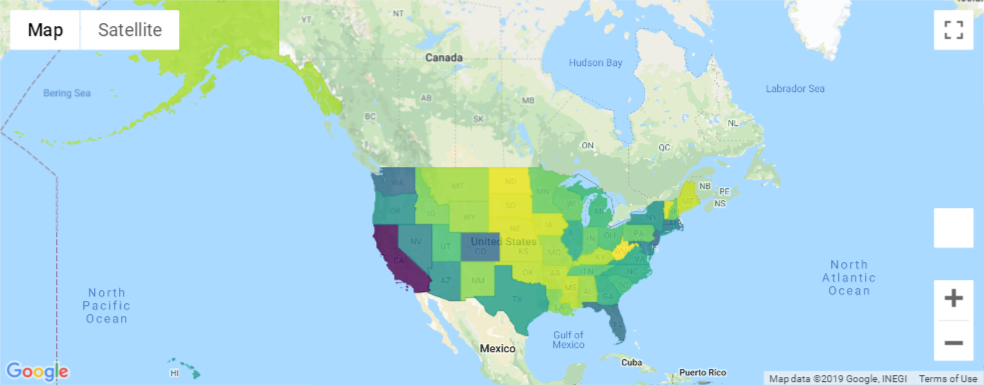 Map
Satellite
YT
NT
Canada
Hudson Bay
Bering Sea
Labrador Sea
AB
MB
BC
SK
NL
ON
QC
NB
PE
NS
WA
MT
ND
MN
OR
ID
SD
WI
MI
NY
WY
IA
NE
PA
NV
UT
CO
United States
IN
OH
CA
KS
MO
KY
VA
AZ
NM
OK
TN
NC
TX
MS
AL
GA
SC
LA
North
Pacific
Ocean
North
Atlantic
Ocean
Gulf of
Mexico
Mexico
Cuba
Puerto Rico
HI
Google
Map data ©2019 Google, INEGI
Terms of Use